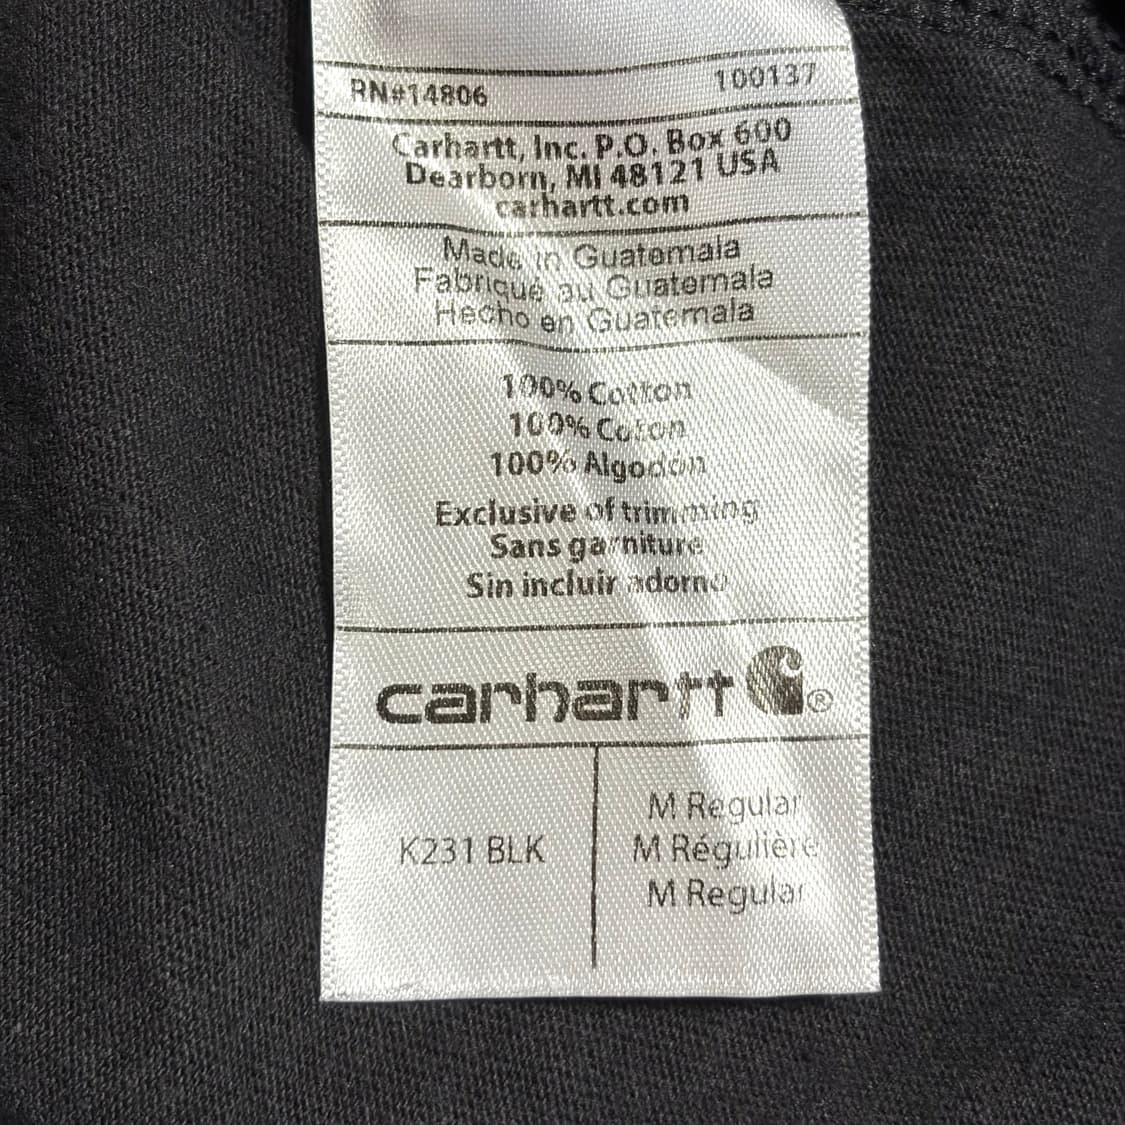 RN#14806 100137
Carhartt, Inc. P.O. Box 600
Dearborn, MI 48121 USA
carhartt.com
Made in Guatemala
Fabriqué au Guatemala
Hecho en Guatemala
100% Cotton
100% Coton
100% Algodón
Exclusive of trimming
Sans garniture
Sin incluir adorno
carhartt ®
K231 BLK
M Regular
M Régulière
M Regular